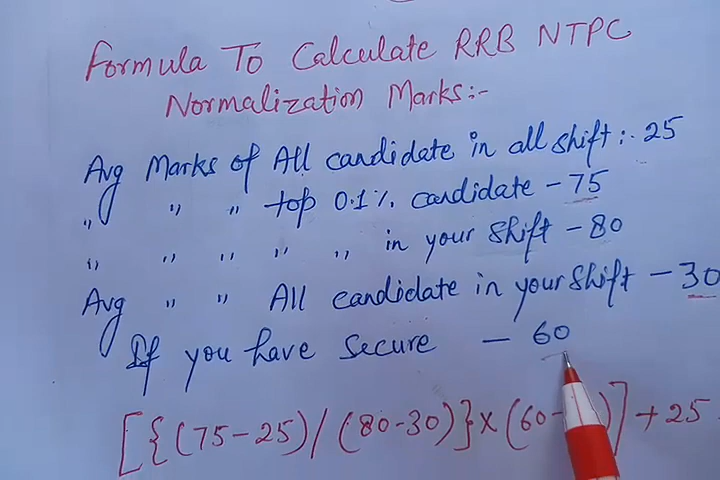 Formula To Calculate RRB NTPC
Normalization Marks:-
Avg Marks of All candidate in all shift:- 25
" " " top 0.1% candidate - 75
" " " " " in your shift - 80
Avg " " All candidate in your shift - 30
If you have secure - 60
[{(75-25)/(80-30)}×(60- )]+25